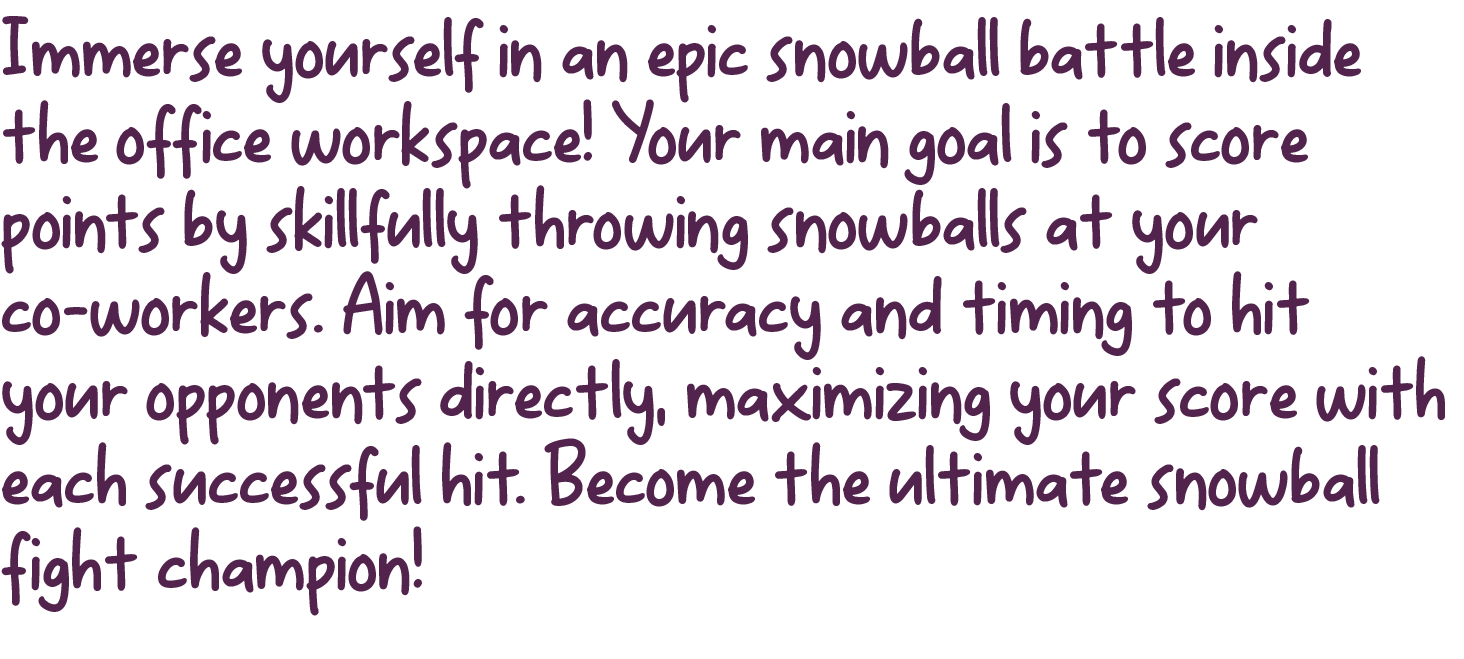 Immerse yourself in an epic snowball battle inside
the office workspace! Your main goal is to score
points by skillfully throwing snowballs at your
co-workers. Aim for accuracy and timing to hit
your opponents directly, maximizing your score with
each successful hit. Become the ultimate snowball
fight champion!